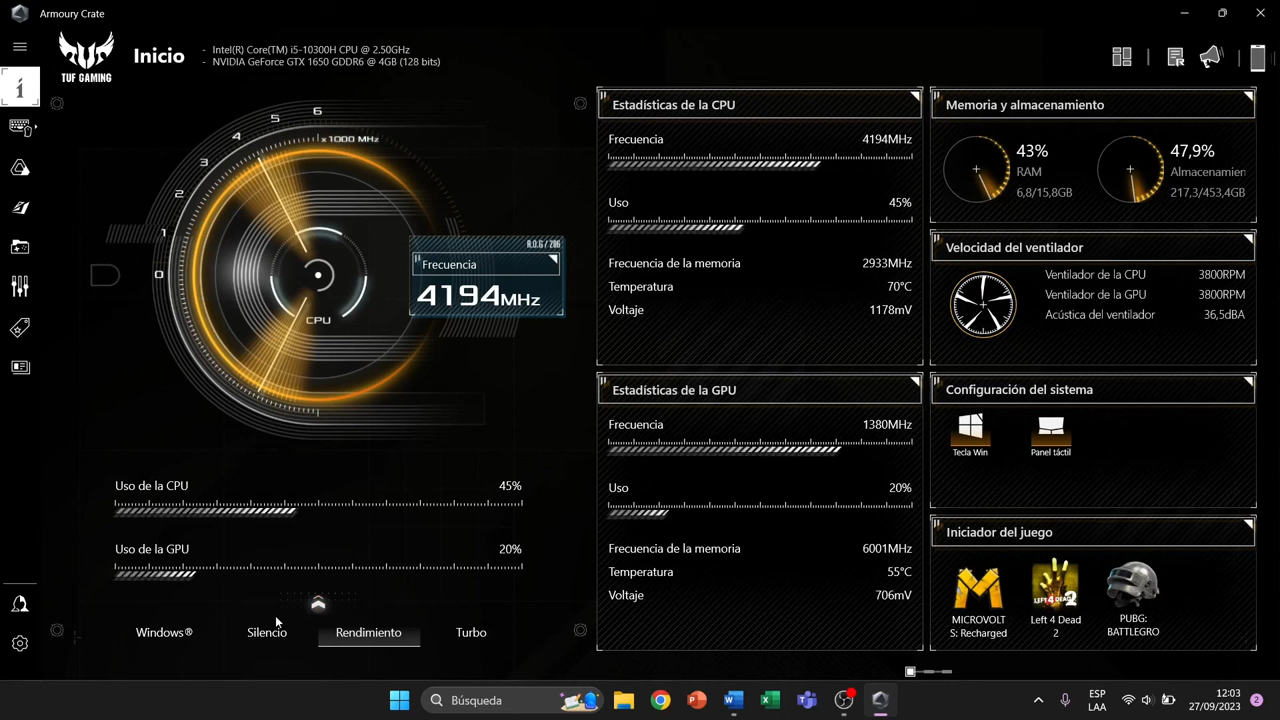 Armoury Crate
TUF GAMING
Inicio
- Intel(R) Core(TM) i5-10300H CPU @ 2.50GHz
- NVIDIA GeForce GTX 1650 GDDR6 @ 4GB (128 bits)
6
5
4
3
2
1
0
x1000 MHz
CPU
R.O.G / 286
Frecuencia
4194MHz
Uso de la CPU 45%
Uso de la GPU 20%
Windows® Silencio Rendimiento Turbo
Estadísticas de la CPU
Frecuencia 4194MHz
Uso 45%
Frecuencia de la memoria 2933MHz
Temperatura 70°C
Voltaje 1178mV
Estadísticas de la GPU
Frecuencia 1380MHz
Uso 20%
Frecuencia de la memoria 6001MHz
Temperatura 55°C
Voltaje 706mV
Memoria y almacenamiento
43%
RAM
6,8/15,8GB
47,9%
Almacenamien
217,3/453,4GB
Velocidad del ventilador
Ventilador de la CPU 3800RPM
Ventilador de la GPU 3800RPM
Acústica del ventilador 36,5dBA
Configuración del sistema
Tecla Win
Panel táctil
Iniciador del juego
MICROVOLT
S: Recharged
LEFT 4 DEAD 2
Left 4 Dead
2
PUBG:
BATTLEGRO
Búsqueda
ESP
LAA
12:03
27/09/2023
2